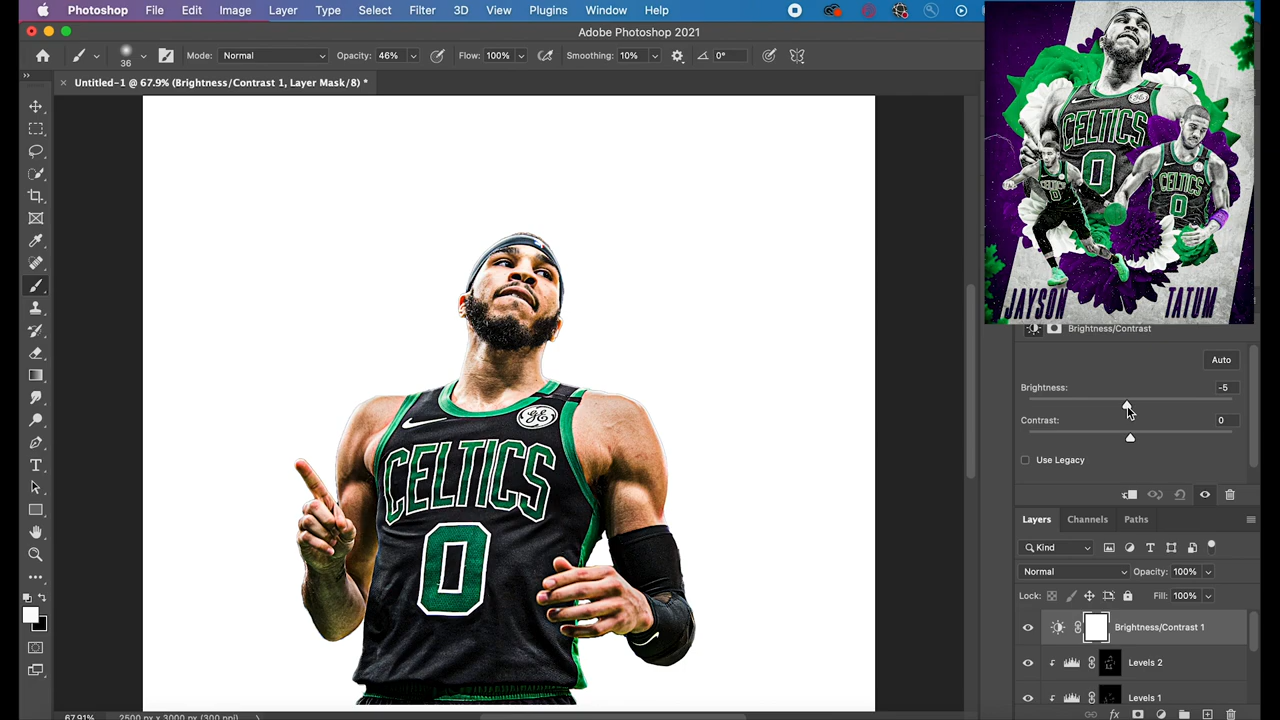 Photoshop File Edit Image Layer Type Select Filter 3D View Plugins Window Help
Adobe Photoshop 2021
36 Mode: Normal Opacity: 46% Flow: 100% Smoothing: 10% 0°
Untitled-1 @ 67.9% (Brightness/Contrast 1, Layer Mask/8) *
CELTICS
0
CELTICS
0
CELTICS
0
JAYSON TATUM
Brightness/Contrast
Auto
Brightness: -5
Contrast: 0
Use Legacy
GE
CELTICS
0
Layers Channels Paths
Kind
Normal Opacity: 100%
Lock: Fill: 100%
Brightness/Contrast 1
Levels 2
Levels 1
67.91% 2500 px x 3000 px (300 ppi)